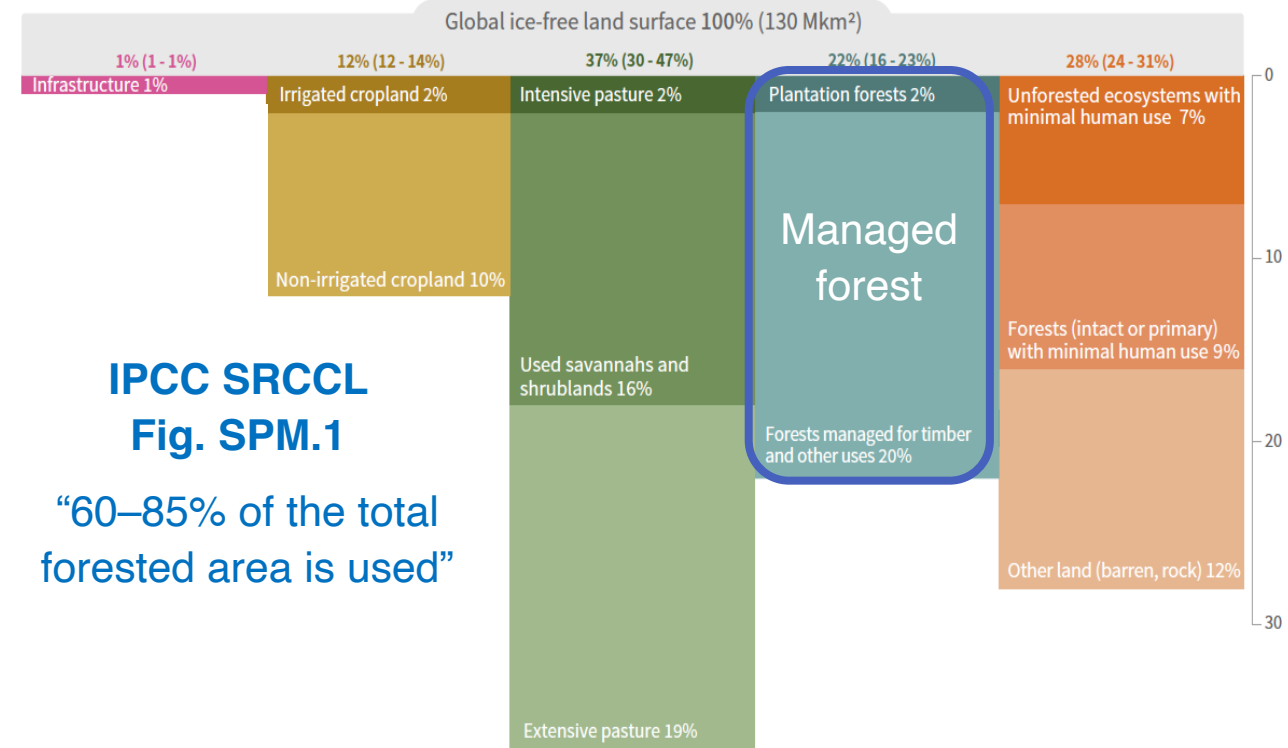 Global ice-free land surface 100% (130 Mkm²)
1% (1 - 1%)
12% (12 - 14%)
37% (30 - 47%)
22% (16 - 23%)
28% (24 - 31%)
Infrastructure 1%
Irrigated cropland 2%
Non-irrigated cropland 10%
Intensive pasture 2%
Used savannahs and
shrublands 16%
Extensive pasture 19%
Plantation forests 2%
Managed
forest
Forests managed for timber
and other uses 20%
Unforested ecosystems with
minimal human use 7%
Forests (intact or primary)
with minimal human use 9%
Other land (barren, rock) 12%
0
10
20
30
IPCC SRCCL
Fig. SPM.1
“60–85% of the total
forested area is used”